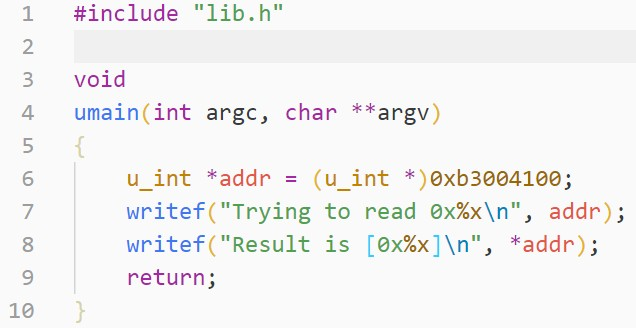 1 #include "lib.h"
2
3 void
4 umain(int argc, char **argv)
5 {
6     u_int *addr = (u_int *)0xb3004100;
7     writef("Trying to read 0x%x\n", addr);
8     writef("Result is [0x%x]\n", *addr);
9     return;
10 }